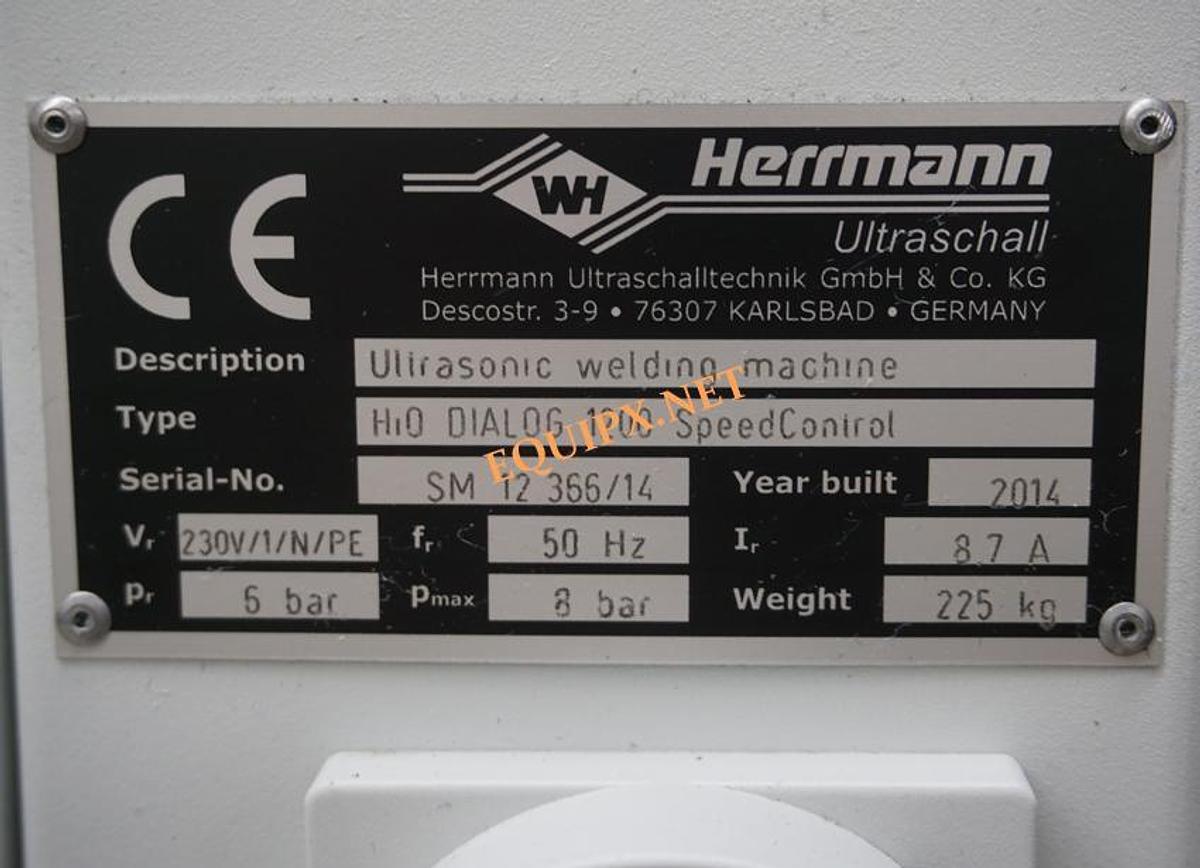 CE
WH
Herrmann
Ultraschall
Herrmann Ultraschalltechnik GmbH & Co. KG
Descostr. 3-9 • 76307 KARLSBAD • GERMANY
Description Ultrasonic welding machine
Type HiQ DIALOG SpeedControl
EQUIPX.NET
Serial-No. SM 12 366/14 Year built 2014
Vr 230V/1/N/PE fr 50 Hz Ir 8.7 A
pr 6 bar pmax 8 bar Weight 225 kg